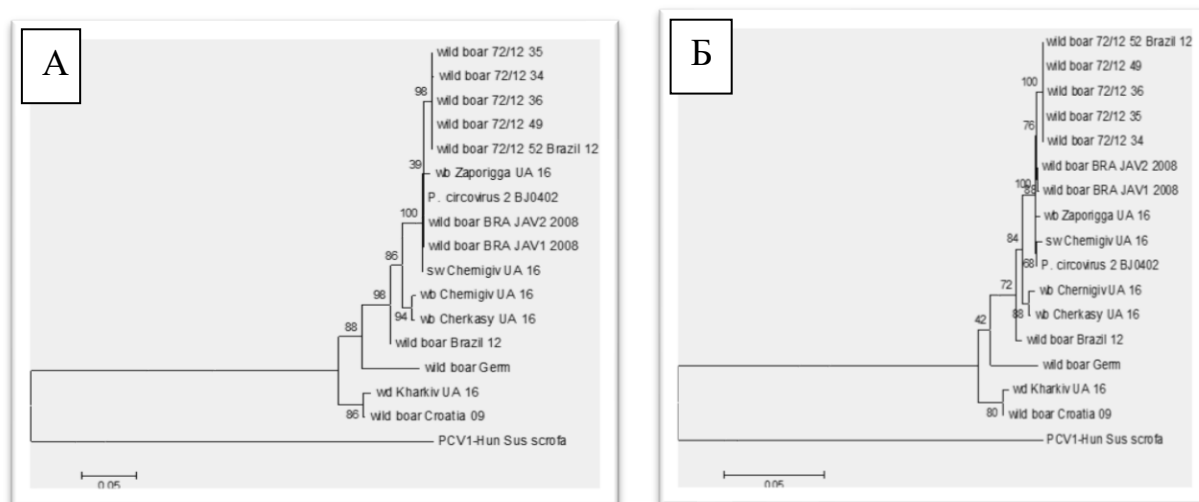 А
wild boar 72/12 35
wild boar 72/12 34
98
wild boar 72/12 36
wild boar 72/12 49
wild boar 72/12 52 Brazil 12
39
wb Zaporigga UA 16
P. circovirus 2 BJ0402
100
wild boar BRA JAV2 2008
wild boar BRA JAV1 2008
86
sw Chernigiv UA 16
98
wb Chernigiv UA 16
94
wb Cherkasy UA 16
88
wild boar Brazil 12
wild boar Germ
wd Kharkiv UA 16
86
wild boar Croatia 09
PCV1-Hun Sus scrofa
0.05
Б
wild boar 72/12 52 Brazil 12
wild boar 72/12 49
100
wild boar 72/12 36
wild boar 72/12 35
76
wild boar 72/12 34
wild boar BRA JAV2 2008
100
88
wild boar BRA JAV1 2008
wb Zaporigga UA 16
84
sw Chernigiv UA 16
68
P. circovirus 2 BJ0402
72
wb Chernigiv UA 16
88
wb Cherkasy UA 16
42
wild boar Brazil 12
wild boar Germ
wd Kharkiv UA 16
80
wild boar Croatia 09
PCV1-Hun Sus scrofa
0.05